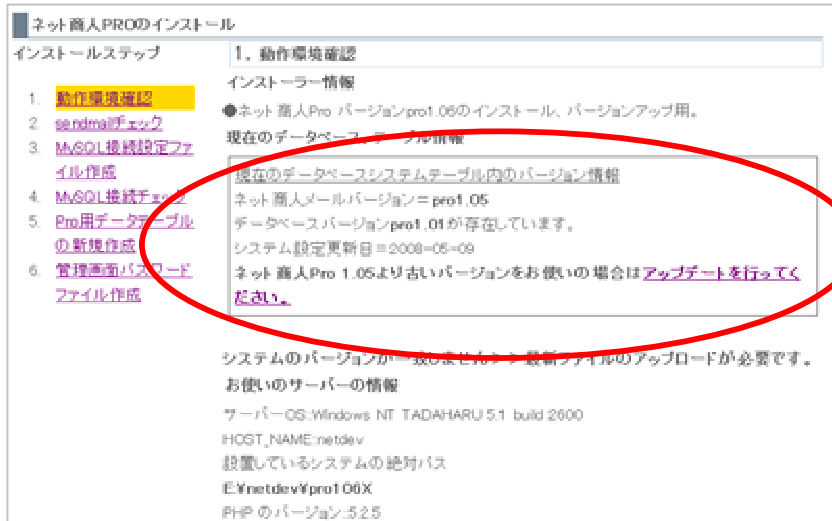 ネット商人PROのインストール
インストールステップ
1. 動作環境確認
2. sendmailチェック
3. MySQL接続設定ファ
イル作成
4. MySQL接続チェック
5. Pro用データテーブル
の新規作成
6. 管理画面パスワード
ファイル作成
1. 動作環境確認
インストーラー情報
●ネット商人Pro バージョンpro1.06のインストール、バージョンアップ用。
現在のデータベース、テーブル情報
現在のデータベースシステムテーブル内のバージョン情報
ネット商人メールバージョン=pro1.05
データベースバージョンpro1.01が存在しています。
システム設定更新日=2008-05-09
ネット商人Pro 1.05より古いバージョンをお使いの場合はアップデートを行ってく
ださい。
システムのバージョンが一致しません>>最新ファイルのアップロードが必要です。
お使いのサーバーの情報
サーバーOS:Windows NT TADAHARU 5.1 build 2600
HOST_NAME:netdev
設置しているシステムの絶対パス
E:¥netdev¥pro106X
PHP のバージョン:5.2.5